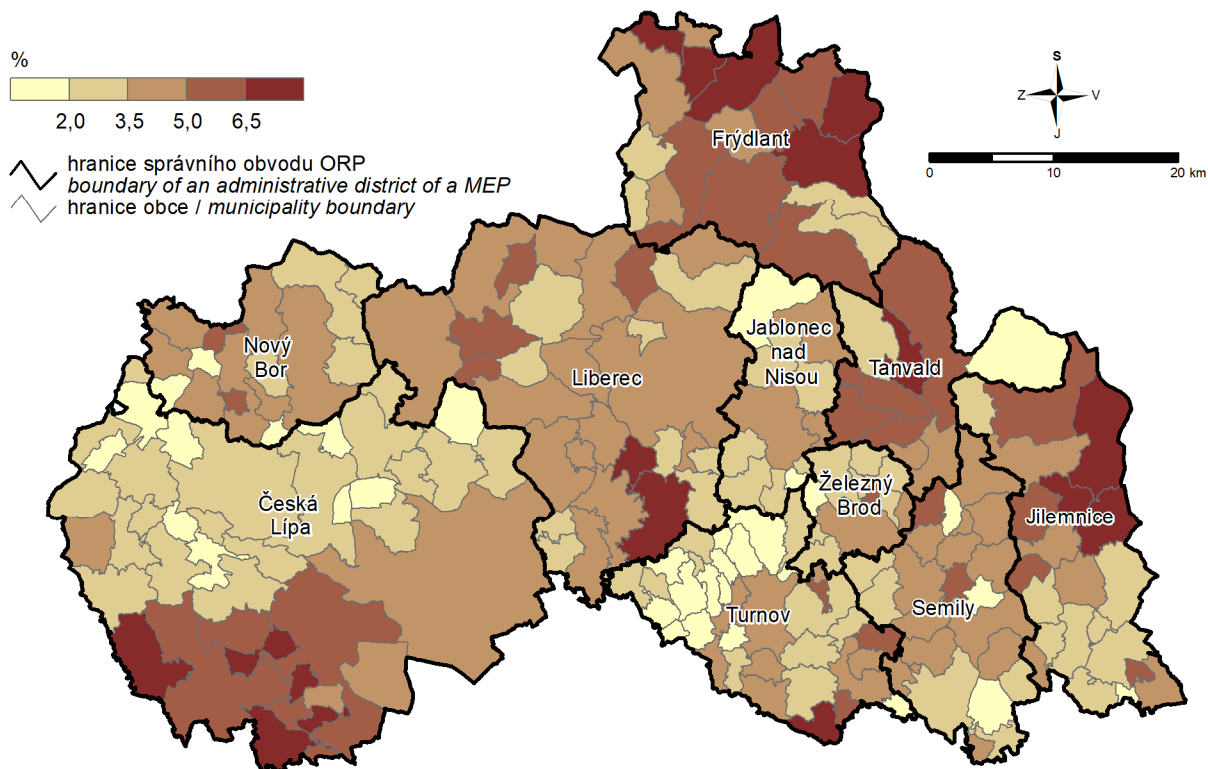 %
2,0 3,5 5,0 6,5
hranice správního obvodu ORP
boundary of an administrative district of a MEP
hranice obce / municipality boundary
S
Z V
J
0 10 20 km
Frýdlant
Nový
Bor
Liberec
Jablonec
nad
Nisou
Tanvald
Česká
Lípa
Železný
Brod
Jilemnice
Turnov
Semily